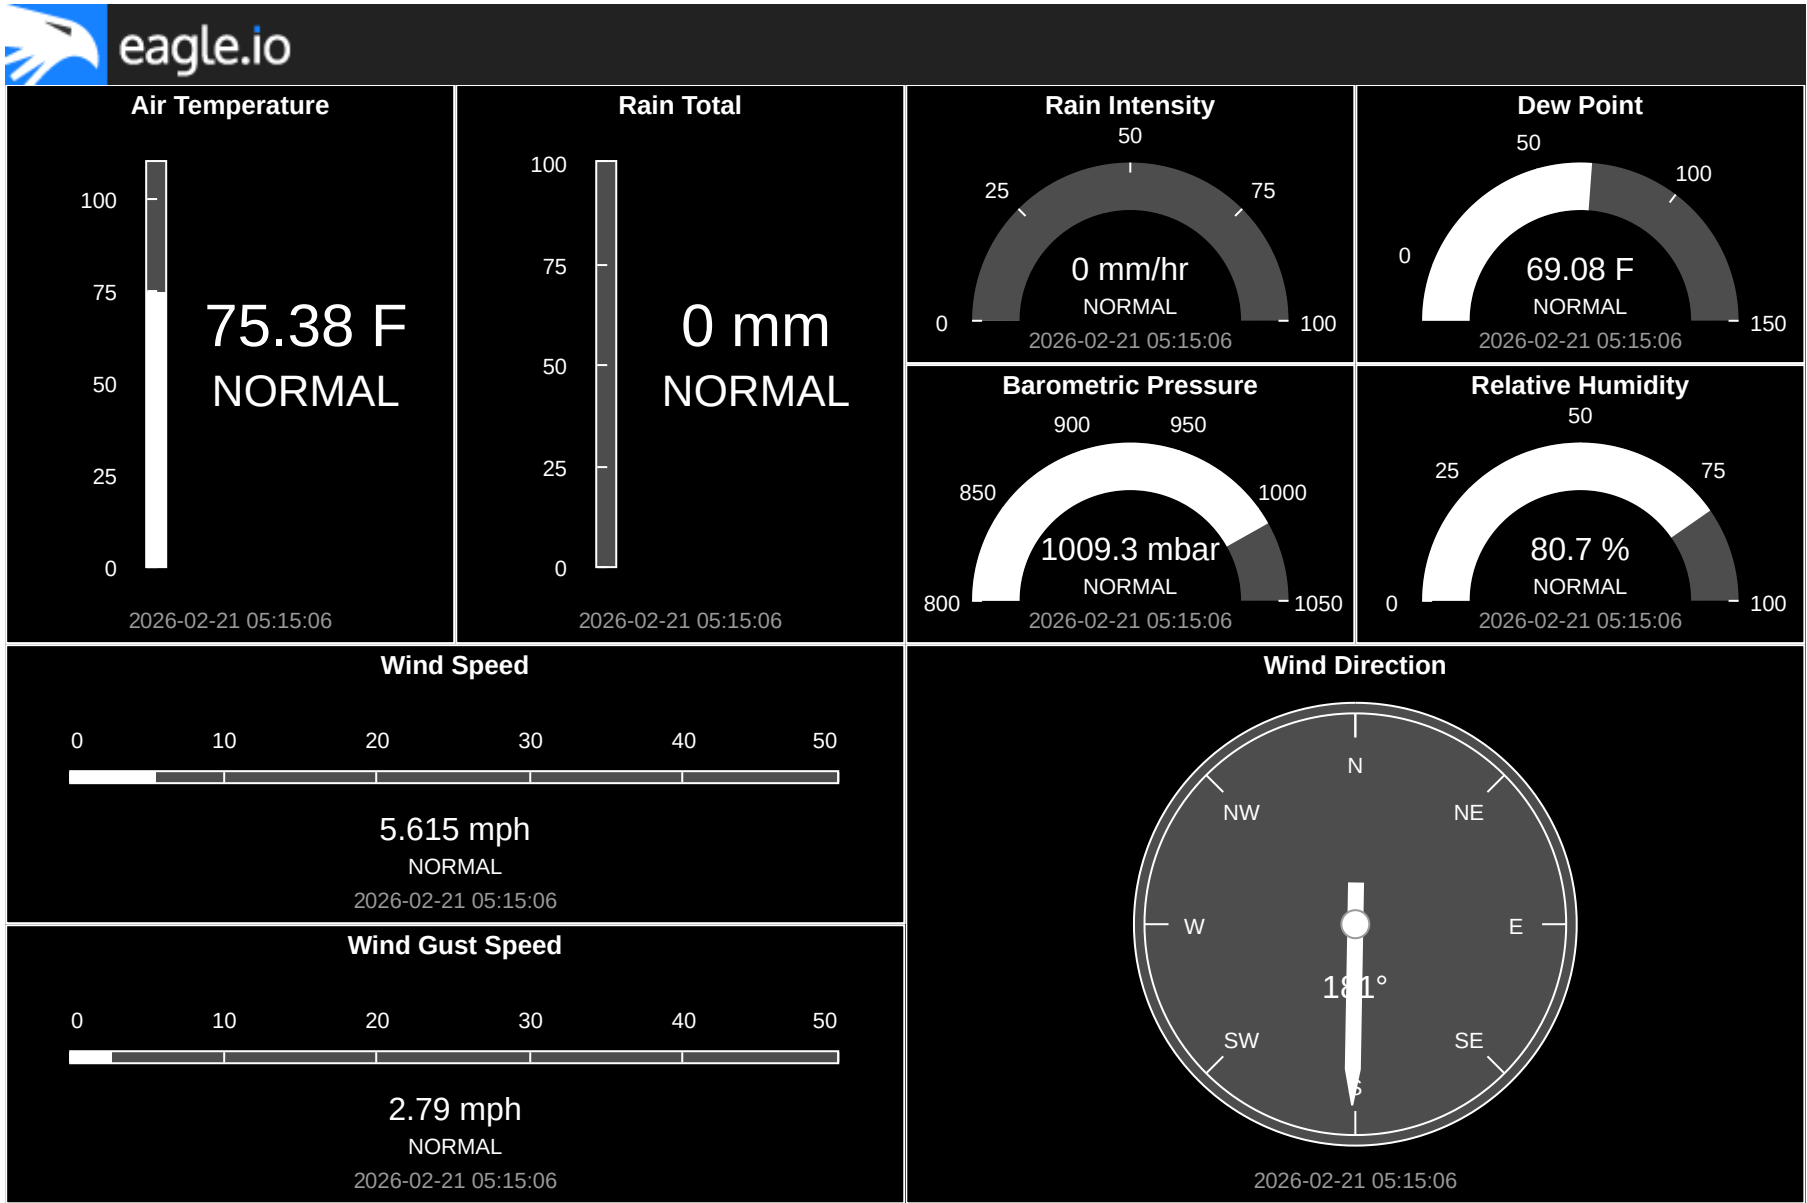 eagle.io
Air Temperature
100
75
50
25
0
75.38 F
NORMAL
2026-02-21 05:15:06
Rain Total
100
75
50
25
0
0 mm
NORMAL
2026-02-21 05:15:06
Rain Intensity
0
25
50
75
100
0 mm/hr
NORMAL
2026-02-21 05:15:06
Dew Point
0
50
100
150
69.08 F
NORMAL
2026-02-21 05:15:06
Barometric Pressure
800
850
900
950
1000
1050
1009.3 mbar
NORMAL
2026-02-21 05:15:06
Relative Humidity
0
25
50
75
100
80.7 %
NORMAL
2026-02-21 05:15:06
Wind Speed
0 10 20 30 40 50
5.615 mph
NORMAL
2026-02-21 05:15:06
Wind Gust Speed
0 10 20 30 40 50
2.79 mph
NORMAL
2026-02-21 05:15:06
Wind Direction
N
NW NE
W E
181°
SW SE
S
2026-02-21 05:15:06